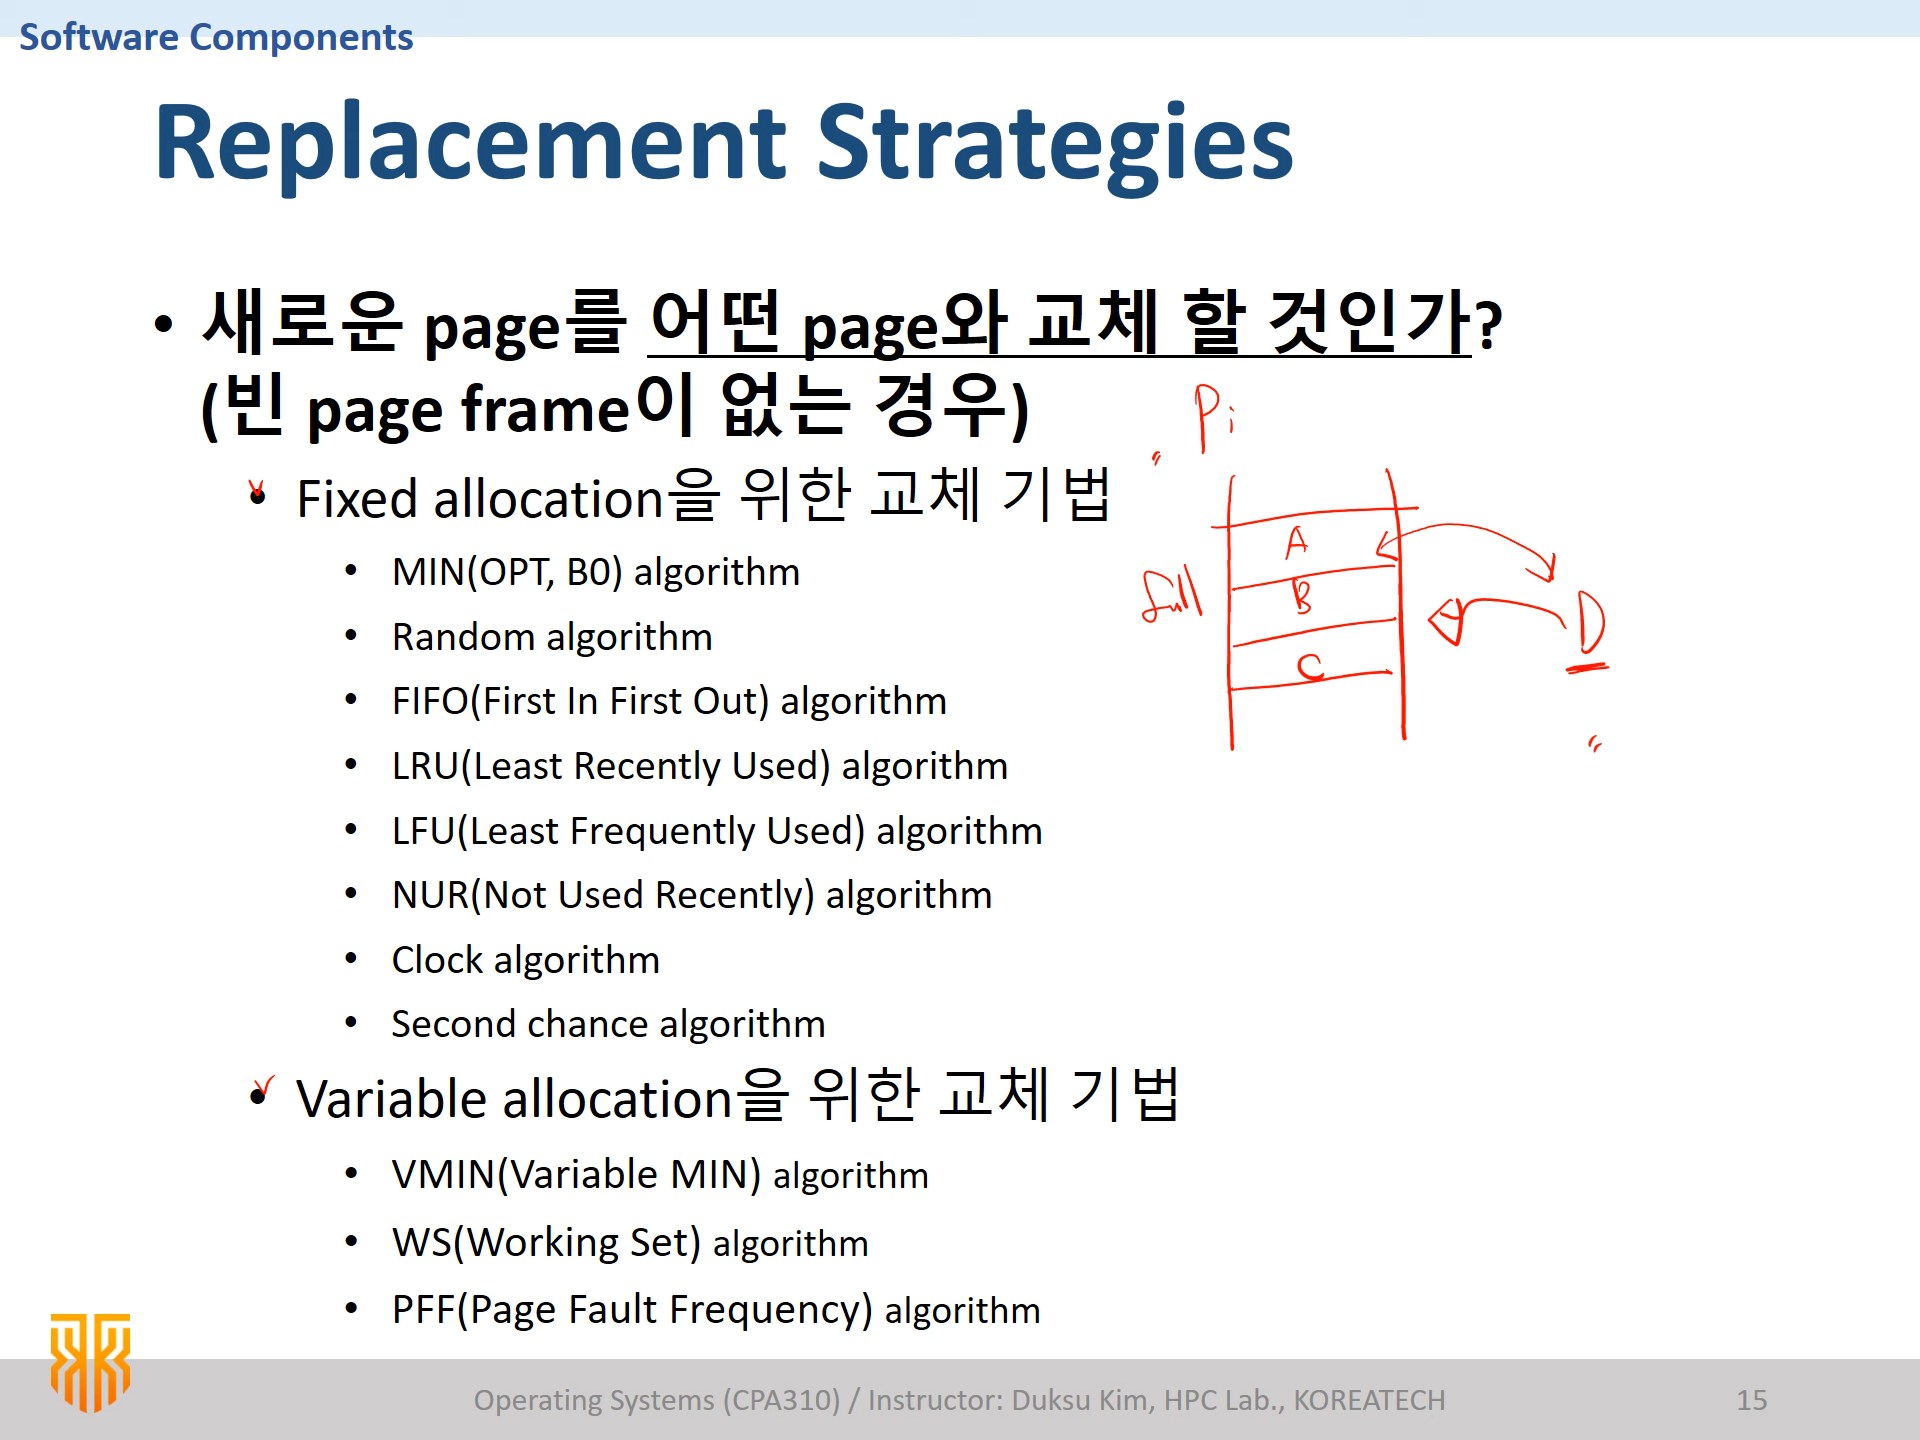 Software Components
Replacement Strategies
• 새로운 page를 어떤 page와 교체 할 것인가?
(빈 page frame이 없는 경우)
Pi
• Fixed allocation을 위한 교체 기법
• MIN(OPT, B0) algorithm
• Random algorithm
• FIFO(First In First Out) algorithm
• LRU(Least Recently Used) algorithm
• LFU(Least Frequently Used) algorithm
• NUR(Not Used Recently) algorithm
• Clock algorithm
• Second chance algorithm
A
full
B
D
C
• Variable allocation을 위한 교체 기법
• VMIN(Variable MIN) algorithm
• WS(Working Set) algorithm
• PFF(Page Fault Frequency) algorithm
Operating Systems (CPA310) / Instructor: Duksu Kim, HPC Lab., KOREATECH
15